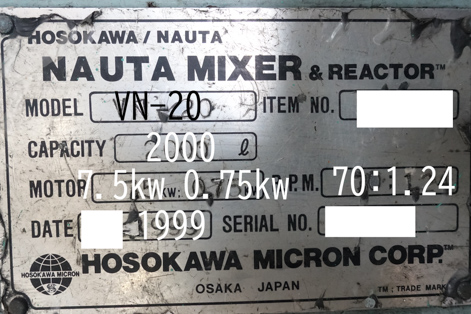 HOSOKAWA / NAUTA
NAUTA MIXER & REACTOR™
MODEL VN-20 ITEM NO.
CAPACITY 2000 ℓ
MOTOR 7.5kw 0.75kw R.P.M. 70:1.24
DATE 1999 SERIAL NO.
HOSOKAWA MICRON
HOSOKAWA MICRON CORP.™
OSAKA JAPAN
TM; TRADE MARK